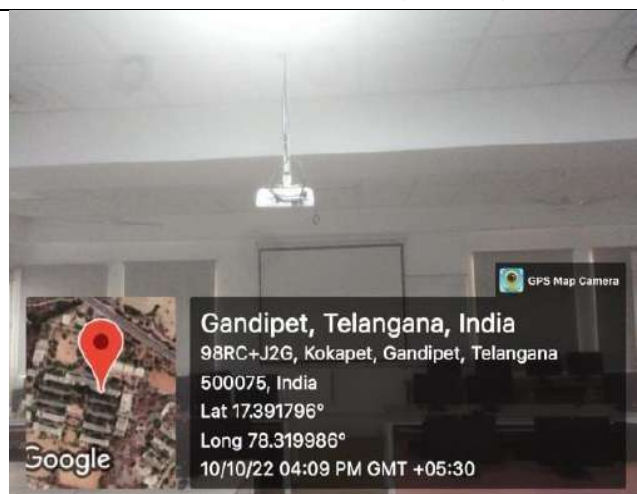 GPS Map Camera
Gandipet, Telangana, India
98RC+J2G, Kokapet, Gandipet, Telangana
500075, India
Lat 17.391796°
Long 78.319986°
10/10/22 04:09 PM GMT +05:30
Google